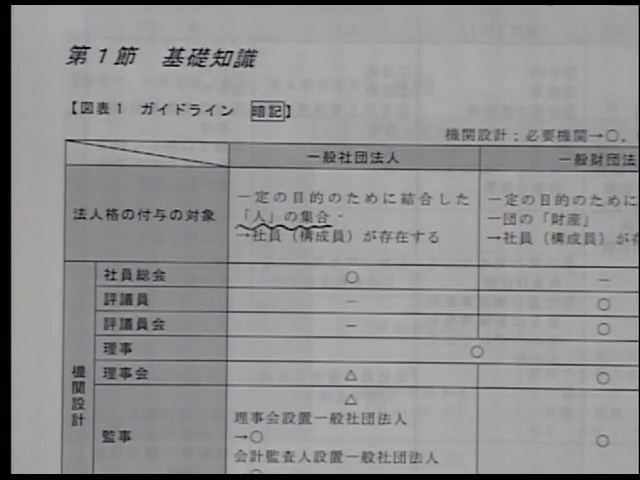 第1節 基礎知識
【図表1 ガイドライン 暗記】
機関設計；必要機関→○，
一般社団法人
一般財団法
法人格の付与の対象
一定の目的のために結合した
「人」の集合
→社員（構成員）が存在する
一定の目的のために
一団の「財産」
→社員（構成員）が存
機関設計
社員総会 ○ －
評議員 － ○
評議員会 － ○
理事 ○
理事会 △ ○
監事
△
理事会設置一般社団法人
→○
会計監査人設置一般社団法人
○